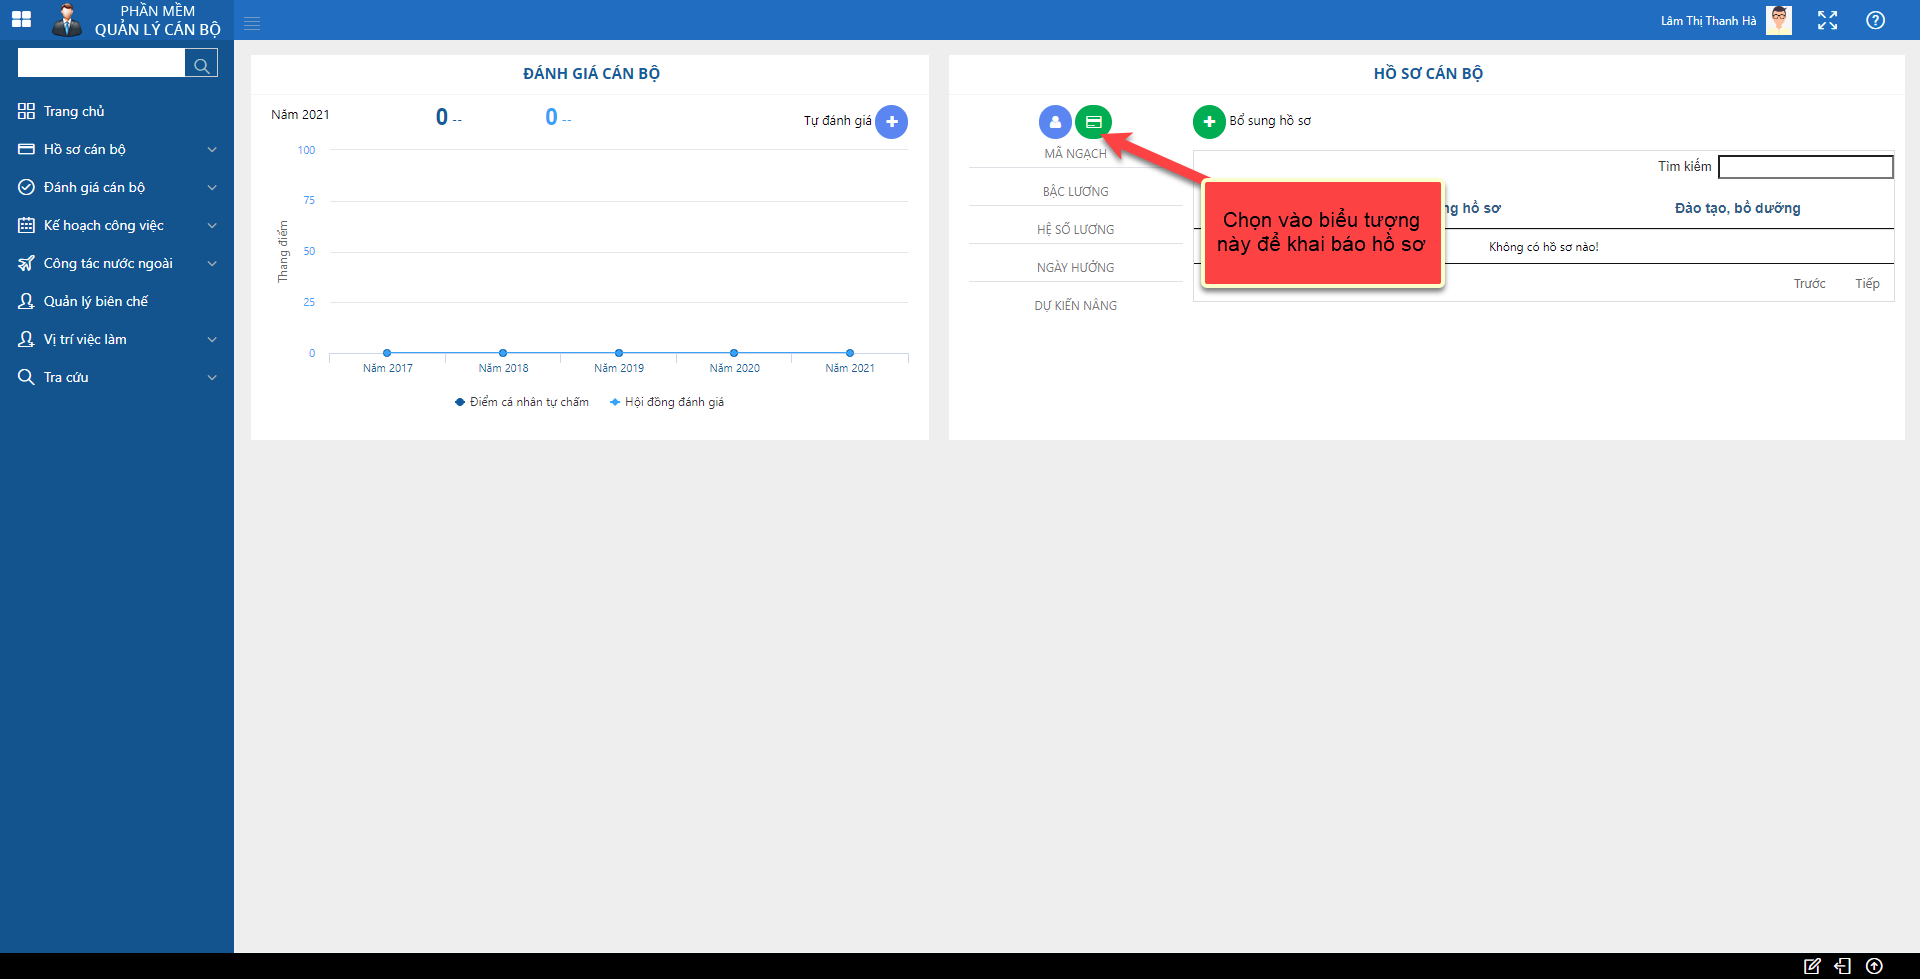 PHẦN MỀM
QUẢN LÝ CÁN BỘ
Lâm Thị Thanh Hà
Trang chủ
Hồ sơ cán bộ
Đánh giá cán bộ
Kế hoạch công việc
Công tác nước ngoài
Quản lý biên chế
Vị trí việc làm
Tra cứu
ĐÁNH GIÁ CÁN BỘ
Năm 2021
0 --
0 --
Tự đánh giá
Thang điểm
100
75
50
25
0
Năm 2017
Năm 2018
Năm 2019
Năm 2020
Năm 2021
Điểm cá nhân tự chấm
Hội đồng đánh giá
HỒ SƠ CÁN BỘ
Bổ sung hồ sơ
MÃ NGẠCH
BẬC LƯƠNG
HỆ SỐ LƯƠNG
NGÀY HƯỞNG
DỰ KIẾN NÂNG
Tìm kiếm
Chọn vào biểu tượng
này để khai báo hồ sơ
ng hồ sơ
Đào tạo, bồ dưỡng
Không có hồ sơ nào!
Trước
Tiếp